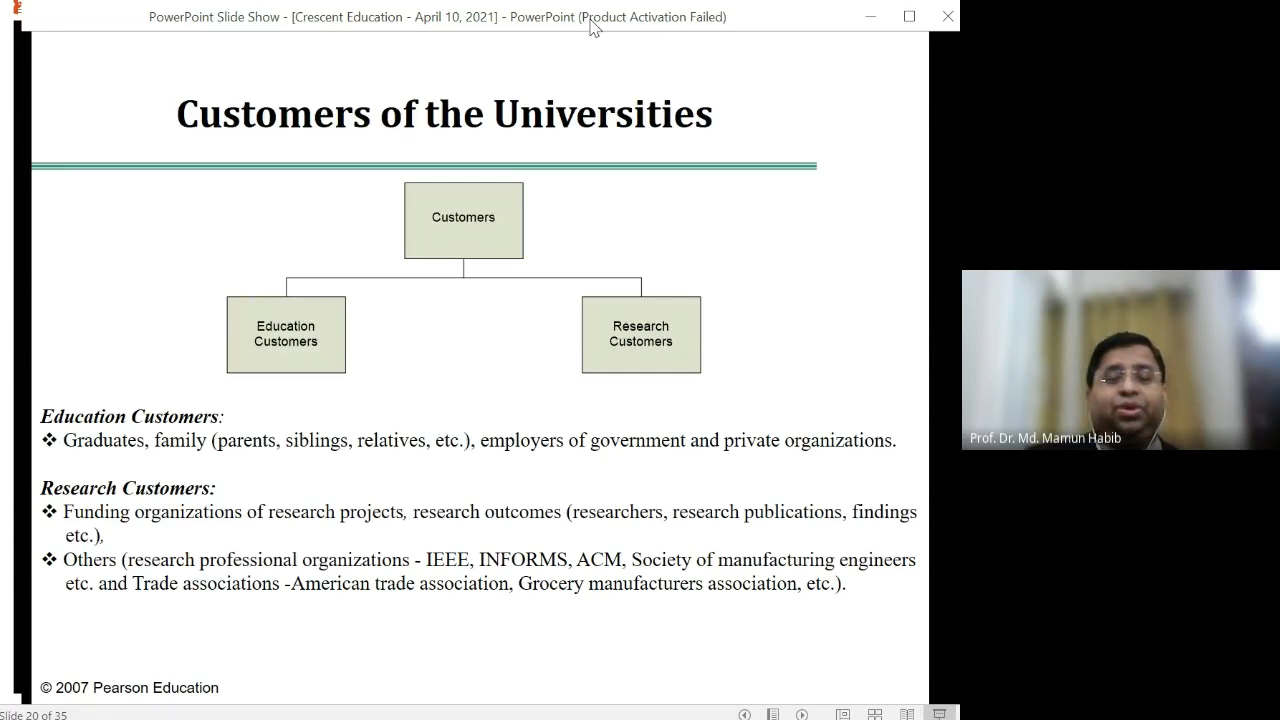 PowerPoint Slide Show - [Crescent Education - April 10, 2021] - PowerPoint (Product Activation Failed)
Customers of the Universities
Customers
Education
Customers
Research
Customers
Education Customers:
❖ Graduates, family (parents, siblings, relatives, etc.), employers of government and private organizations.
Research Customers:
❖ Funding organizations of research projects, research outcomes (researchers, research publications, findings
etc.),
❖ Others (research professional organizations - IEEE, INFORMS, ACM, Society of manufacturing engineers
etc. and Trade associations -American trade association, Grocery manufacturers association, etc.).
Prof. Dr. Md. Mamun Habib
© 2007 Pearson Education
Slide 20 of 35